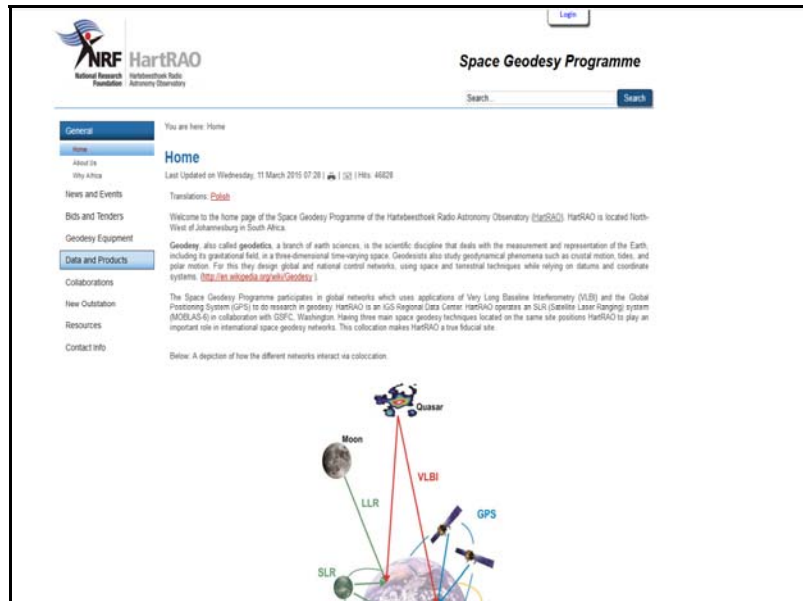 Login
NRF HartRAO
National Research Foundation
Hartebeesthoek Radio Astronomy Observatory
Space Geodesy Programme
Search...
Search
General
Home
About Us
Why Africa
News and Events
Bids and Tenders
Geodesy Equipment
Data and Products
Collaborations
New Outstation
Resources
Contact Info
You are here: Home
Home
Last Updated on Wednesday, 11 March 2015 07:28 | | | Hits: 46828
Translations: Polish
Welcome to the home page of the Space Geodesy Programme of the Hartebeesthoek Radio Astronomy Observatory (HartRAO). HartRAO is located North-
West of Johannesburg in South Africa.
Geodesy, also called geodetics, a branch of earth sciences, is the scientific discipline that deals with the measurement and representation of the Earth,
including its gravitational field, in a three-dimensional time-varying space. Geodesists also study geodynamical phenomena such as crustal motion, tides, and
polar motion. For this they design global and national control networks, using space and terrestrial techniques while relying on datums and coordinate
systems. (http://en.wikipedia.org/wiki/Geodesy ).
The Space Geodesy Programme participates in global networks which uses applications of Very Long Baseline Interferometry (VLBI) and the Global
Positioning System (GPS) to do research in geodesy. HartRAO is an IGS Regional Data Center. HartRAO operates an SLR (Satellite Laser Ranging) system
(MOBLAS-6) in collaboration with GSFC, Washington. Having three main space geodesy techniques located on the same site positions HartRAO to play an
important role in international space geodesy networks. This collocation makes HartRAO a true fiducial site.
Below: A depiction of how the different networks interact via colocation.
Quasar
Moon
VLBI
LLR
GPS
SLR